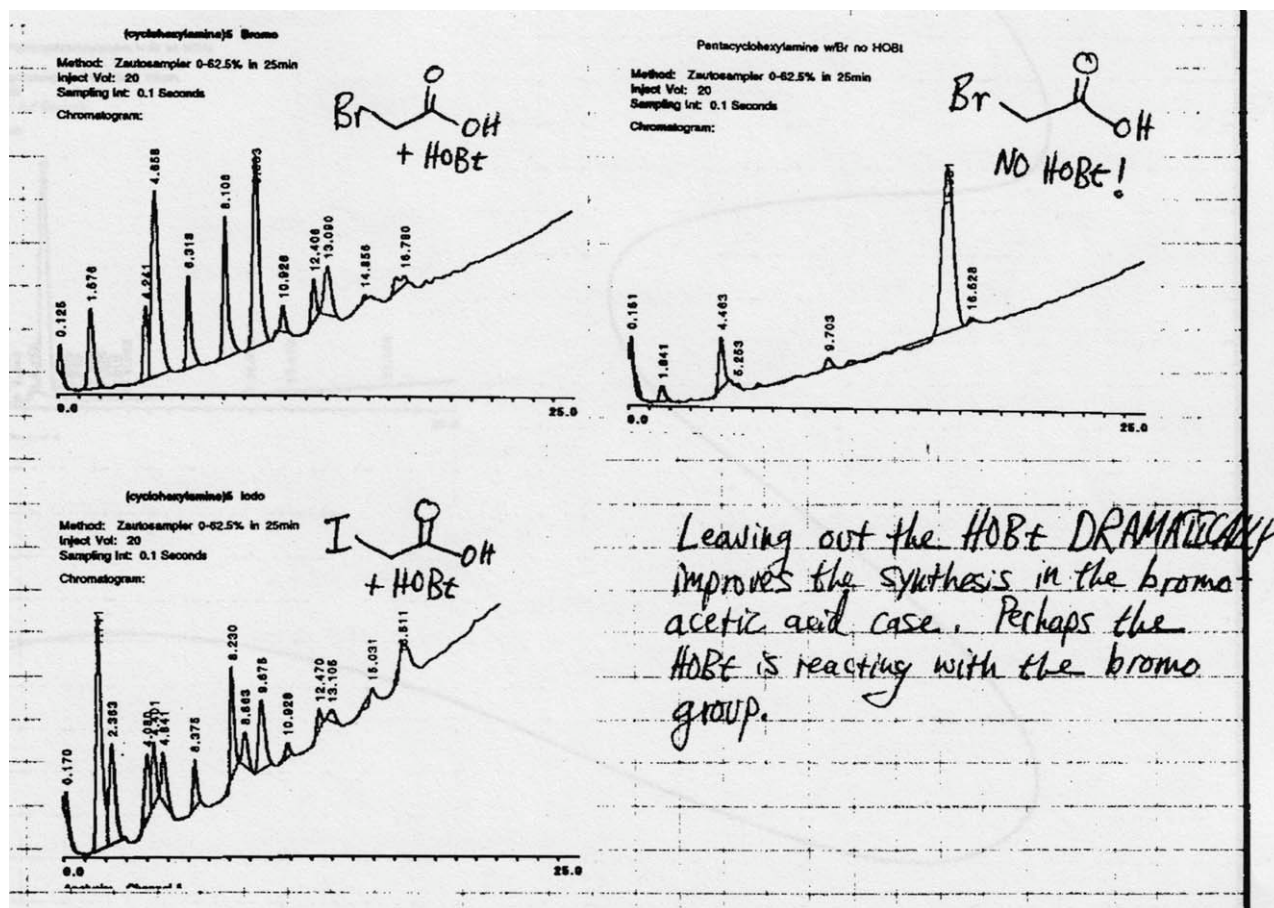 (cyclohexylamine)5 Bromo
Method: Zautosampler 0-62.5% in 25min
Inject Vol: 20
Sampling Int: 0.1 Seconds
Chromatogram:
Br
O
OH
+ HOBt
0.125
1.576
4.241
4.658
6.318
8.108
10.928
12.408
13.090
14.856
16.780
0.0
25.0
Pentacyclohexylamine w/Br no HOBt
Method: Zautosampler 0-62.5% in 25min
Inject Vol: 20
Sampling Int: 0.1 Seconds
Chromatogram:
Br
O
OH
NO HOBt!
0.151
1.641
4.463
5.253
9.703
16.528
0.0
25.0
(cyclohexylamine)5 Iodo
Method: Zautosampler 0-62.5% in 25min
Inject Vol: 20
Sampling Int: 0.1 Seconds
Chromatogram:
I
O
OH
+ HOBt
0.170
2.363
4.841
6.375
8.230
8.863
9.675
10.928
12.470
13.105
15.031
0.0
25.0
Leaving out the HOBt DRAMATICALLY
improves the synthesis in the bromo-
acetic acid case. Perhaps the
HOBt is reacting with the bromo
group.